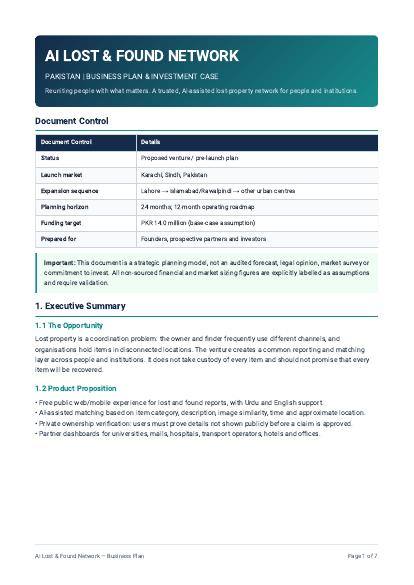 AI LOST & FOUND NETWORK
PAKISTAN | BUSINESS PLAN & INVESTMENT CASE
Reuniting people with what matters. A trusted, AI-assisted lost-property network for people and institutions.
Document Control
Document Control Details
Status Proposed venture / pre-launch plan
Launch market Karachi, Sindh, Pakistan
Expansion sequence Lahore → Islamabad/Rawalpindi → other urban centres
Planning horizon 24 months; 12-month operating roadmap
Funding target PKR 14.0 million (base-case assumption)
Prepared for Founders, prospective partners and investors
Important: This document is a strategic planning model, not an audited forecast, legal opinion, market survey or
commitment to invest. All non-sourced financial and market sizing figures are explicitly labelled as assumptions
and require validation.
1. Executive Summary
1.1 The Opportunity
Lost property is a coordination problem: the owner and finder frequently use different channels, and
organisations hold items in disconnected locations. The venture creates a common reporting and matching
layer across people and institutions. It does not take custody of every item and should not promise that every
item will be recovered.
1.2 Product Proposition
• Free public web/mobile experience for lost and found reports, with Urdu and English support.
• AI-assisted matching based on item category, description, image similarity, time and approximate location.
• Private ownership verification: users must prove details not shown publicly before a claim is approved.
• Partner dashboards for universities, malls, hospitals, transport operators, hotels and offices.
AI Lost & Found Network — Business Plan
Page 1 of 7